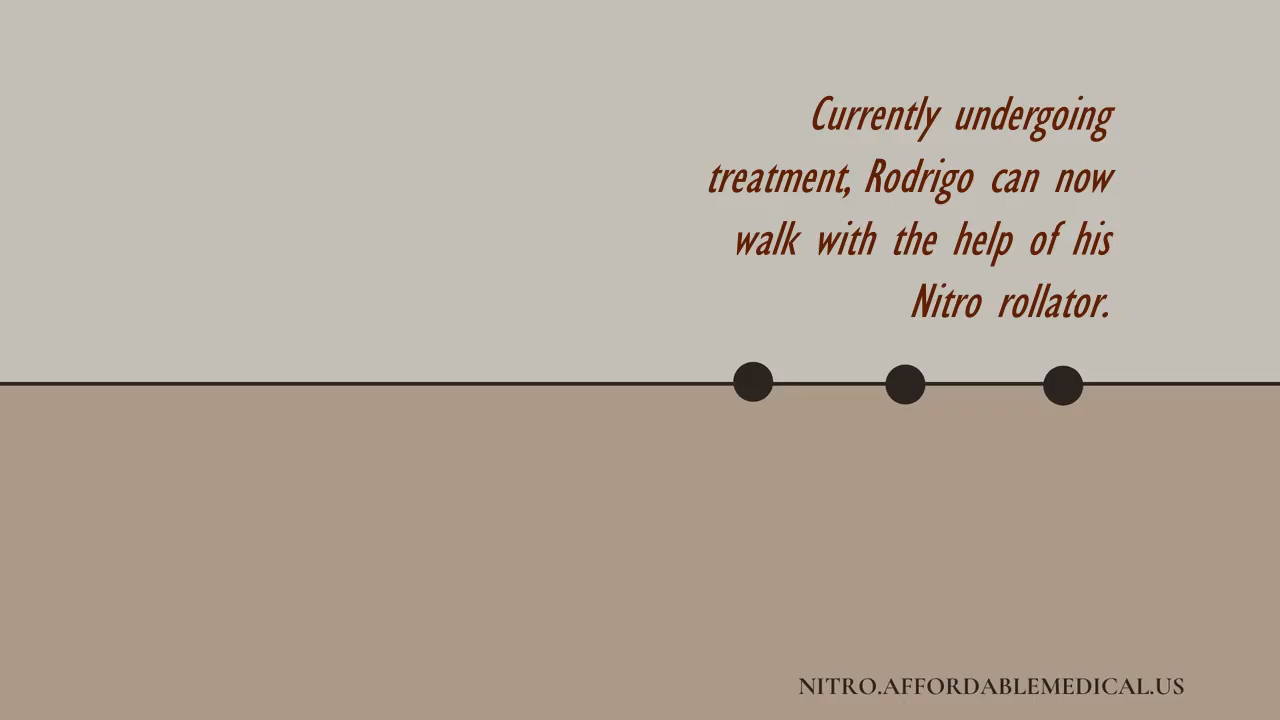 Currently undergoing
treatment, Rodrigo can now
walk with the help of his
Nitro rollator.
NITRO.AFFORDABLEMEDICAL.US